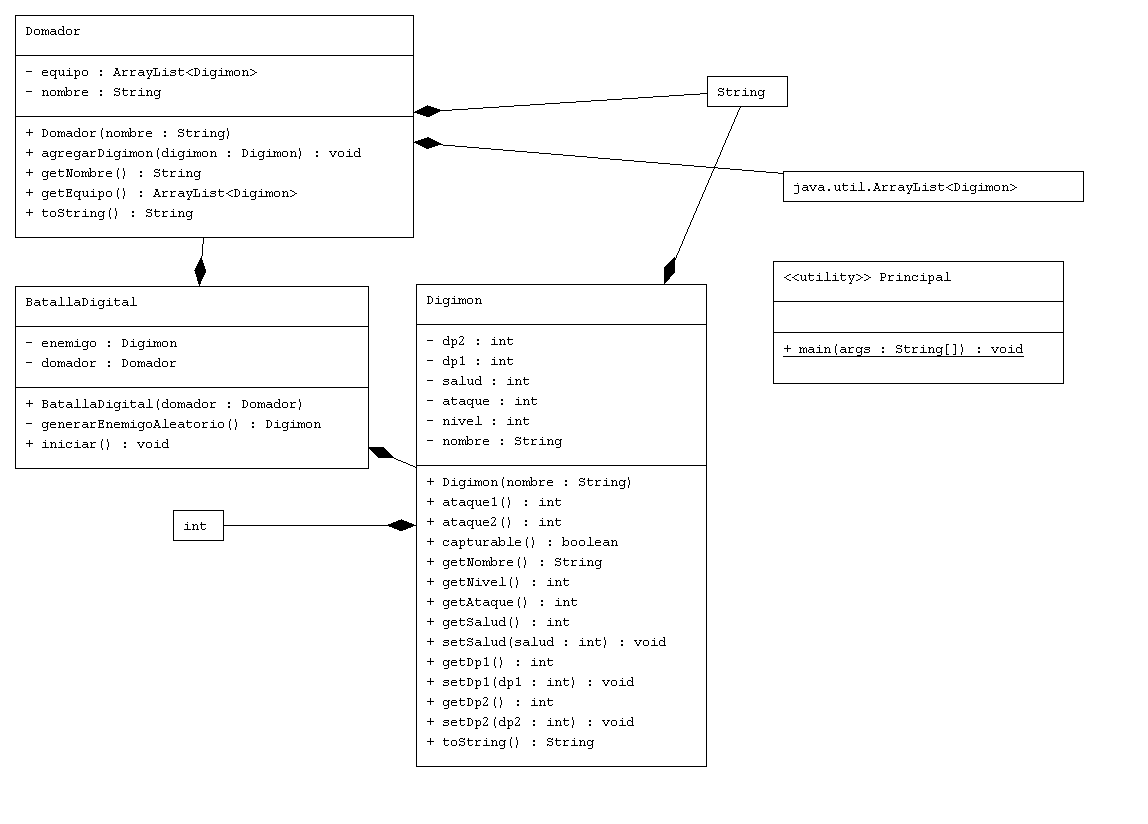 Domador
- equipo : ArrayList<Digimon>
- nombre : String
+ Domador(nombre : String)
+ agregarDigimon(digimon : Digimon) : void
+ getNombre() : String
+ getEquipo() : ArrayList<Digimon>
+ toString() : String
String
java.util.ArrayList<Digimon>
BatallaDigital
- enemigo : Digimon
- domador : Domador
+ BatallaDigital(domador : Domador)
- generarEnemigoAleatorio() : Digimon
+ iniciar() : void
Digimon
- dp2 : int
- dp1 : int
- salud : int
- ataque : int
- nivel : int
- nombre : String
+ Digimon(nombre : String)
+ ataque1() : int
+ ataque2() : int
+ capturable() : boolean
+ getNombre() : String
+ getNivel() : int
+ getAtaque() : int
+ getSalud() : int
+ setSalud(salud : int) : void
+ getDp1() : int
+ setDp1(dp1 : int) : void
+ getDp2() : int
+ setDp2(dp2 : int) : void
+ toString() : String
<<utility>> Principal
+ main(args : String[]) : void
int